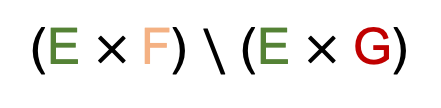 (E × F) \ (E × G)